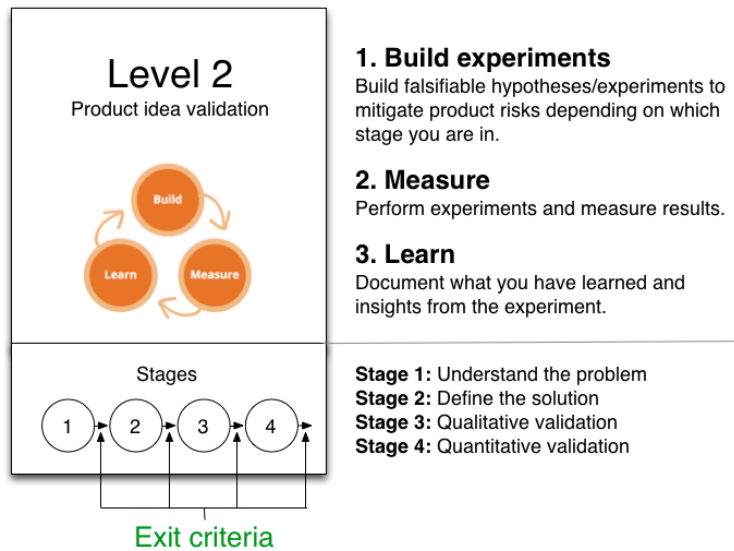 Level 2
Product idea validation
Build
Learn
Measure
Stages
1
2
3
4
Exit criteria
1. Build experiments
Build falsifiable hypotheses/experiments to
mitigate product risks depending on which
stage you are in.
2. Measure
Perform experiments and measure results.
3. Learn
Document what you have learned and
insights from the experiment.
Stage 1: Understand the problem
Stage 2: Define the solution
Stage 3: Qualitative validation
Stage 4: Quantitative validation